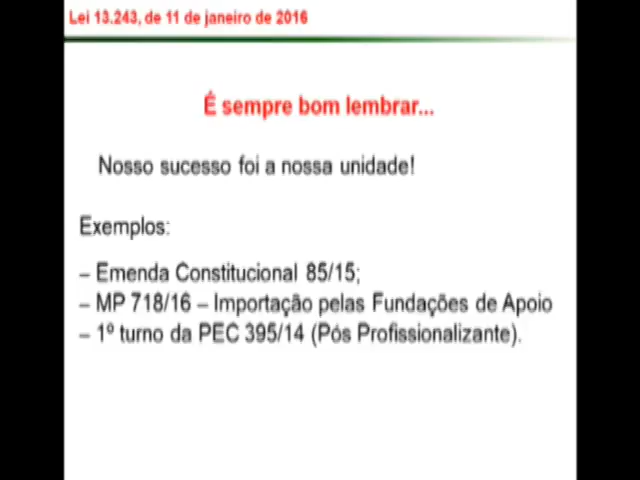 Lei 13.243, de 11 de janeiro de 2016
É sempre bom lembrar...
Nosso sucesso foi a nossa unidade!
Exemplos:
– Emenda Constitucional 85/15;
– MP 718/16 – Importação pelas Fundações de Apoio
– 1º turno da PEC 395/14 (Pós Profissionalizante).